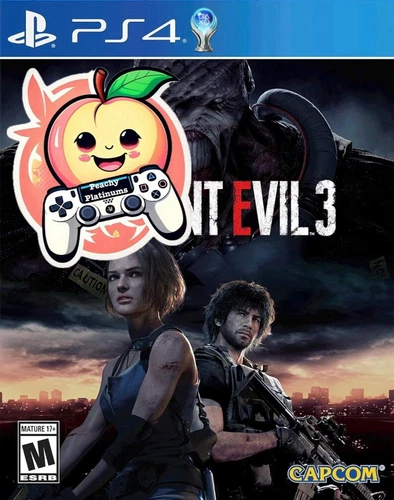 PS4
Peachy
Platinums
NT EVIL.3
CAUTION
MATURE 17+
M
ESRB
CAPCOM